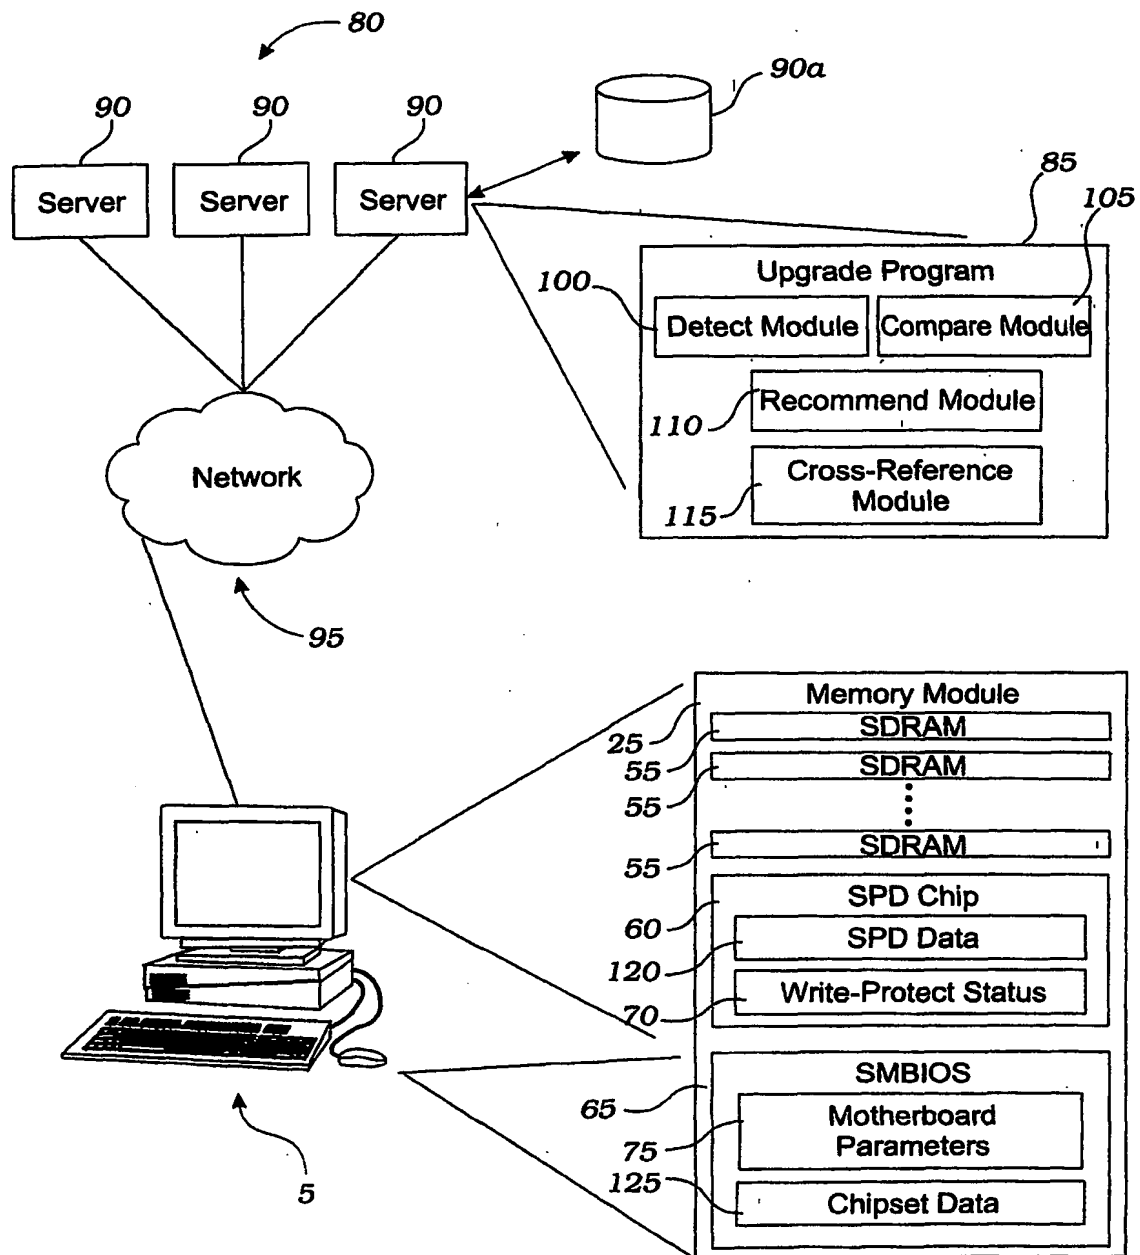 80
90a
90 90 90
Server Server Server
85
105
Upgrade Program
100
Detect Module Compare Module
Recommend Module
110
Cross-Reference
Module
115
Network
95
Memory Module
25
SDRAM
55
SDRAM
55
SDRAM
55
SPD Chip
60
SPD Data
120
Write-Protect Status
70
SMBIOS
65
Motherboard
Parameters
75
125
Chipset Data
5